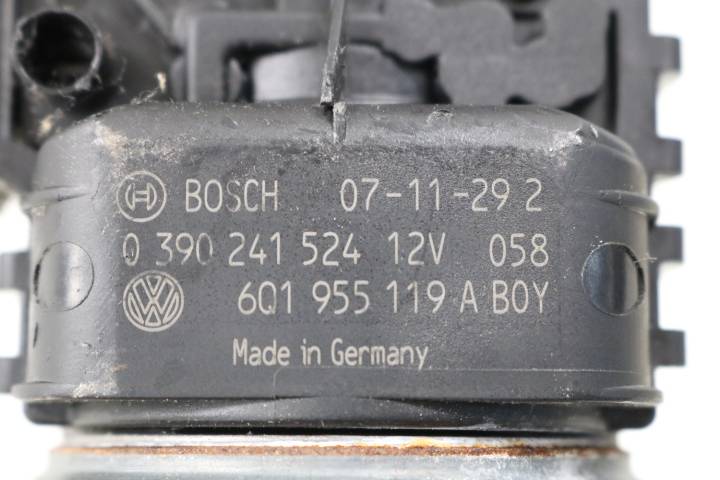 BOSCH 07-11-29 2
0 390 241 524 12V 058
6Q1 955 119 A BOY
Made in Germany